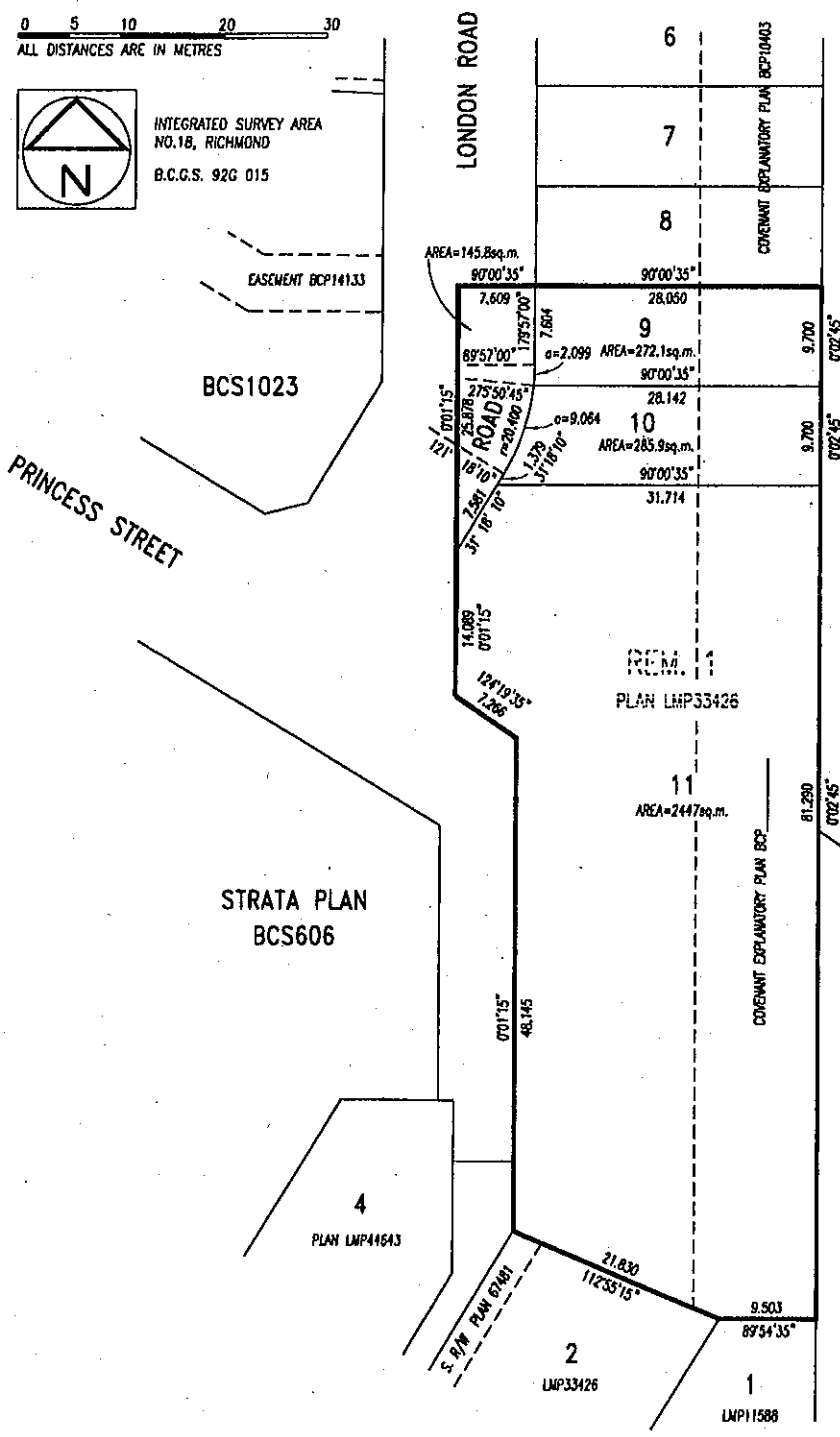 0 5 10 20 30
ALL DISTANCES ARE IN METRES
N
INTEGRATED SURVEY AREA
NO.18, RICHMOND
B.C.G.S. 92G 015
LONDON ROAD
6
7
8
COVENANT EXPLANATORY PLAN BCP10403
EASEMENT BCP14133
BCS1023
PRINCESS STREET
AREA=145.8sq.m.
90°00'35"
7.609
90°00'35"
28.050
179°57'00"
7.604
9
AREA=272.1sq.m.
9.700
0°02'45"
89°57'00"
a=2.099
275°50'45"
90°00'35"
28.142
0°01'15"
25.878
ROAD
r=20.400
a=9.064
10
AREA=285.9sq.m.
9.700
0°02'45"
121°
18'10"
1.379
31°18'10"
90°00'35"
31.714
7.581
31° 18' 10"
14.089
0°01'15"
124°19'35"
7.266
REM. 1
PLAN LMP33426
11
AREA=2447sq.m.
81.290
0°02'45"
COVENANT EXPLANATORY PLAN BCP
STRATA PLAN
BCS606
0°01'15"
48.145
4
PLAN LMP44643
S. R/W PLAN 67481
21.830
112°55'15"
9.503
89°54'35"
2
LMP33426
1
LMP11588